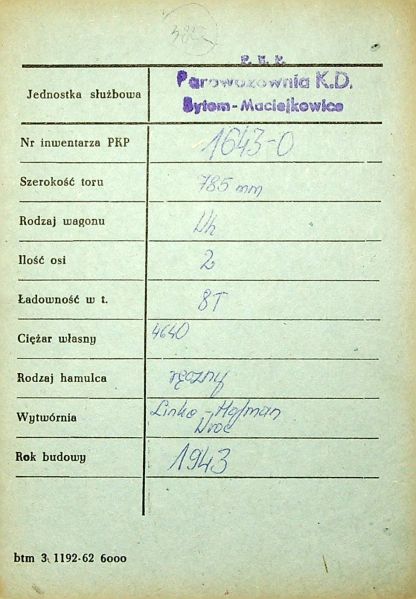 382
P. K. P.
Jednostka służbowa Parowozownia K.D.
Bytom-Maciejkowice
Nr inwentarza PKP 1643-0
Szerokość toru 785 mm
Rodzaj wagonu Wh
Ilość osi 2
Ładowność w t. 8T
Ciężar własny 4640
Rodzaj hamulca ręczny
Wytwórnia Linke-Hofman
Wroc
Rok budowy 1943
btm 3 1192-62 6000